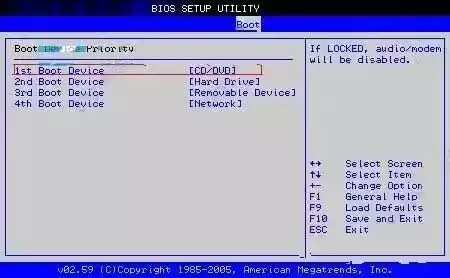 BIOS SETUP UTILITY
Boot
Boot Device Priority
1st Boot Device [CD/DVD]
2nd Boot Device [Hard Drive]
3rd Boot Device [Removable Device]
4th Boot Device [Network]
If LOCKED, audio/modem
will be disabled.
↔ Select Screen
↑↓ Select Item
+- Change Option
F1 General Help
F9 Load Defaults
F10 Save and Exit
ESC Exit
v02.59 (C)Copyright 1985-2005, American Megatrends, Inc.